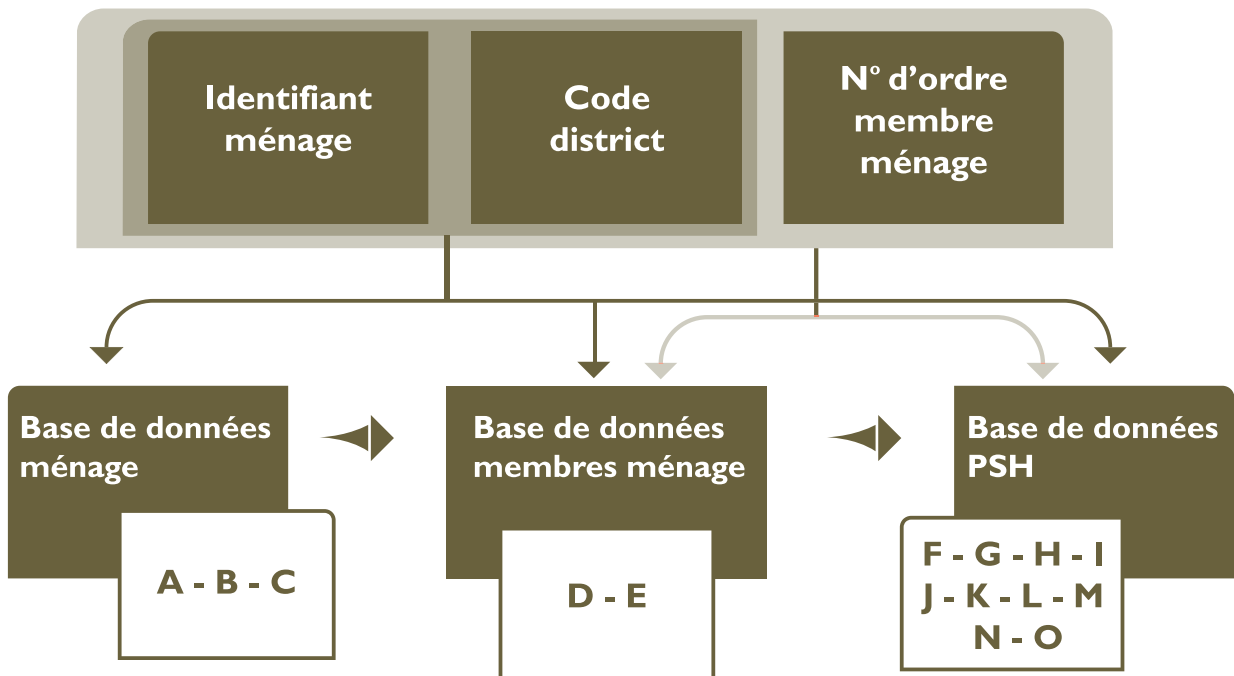 Identifiant
ménage
Code
district
N° d'ordre
membre
ménage
Base de données
ménage
A - B - C
Base de données
membres ménage
D - E
Base de données
PSH
F - G - H - I
J - K - L - M
N - O